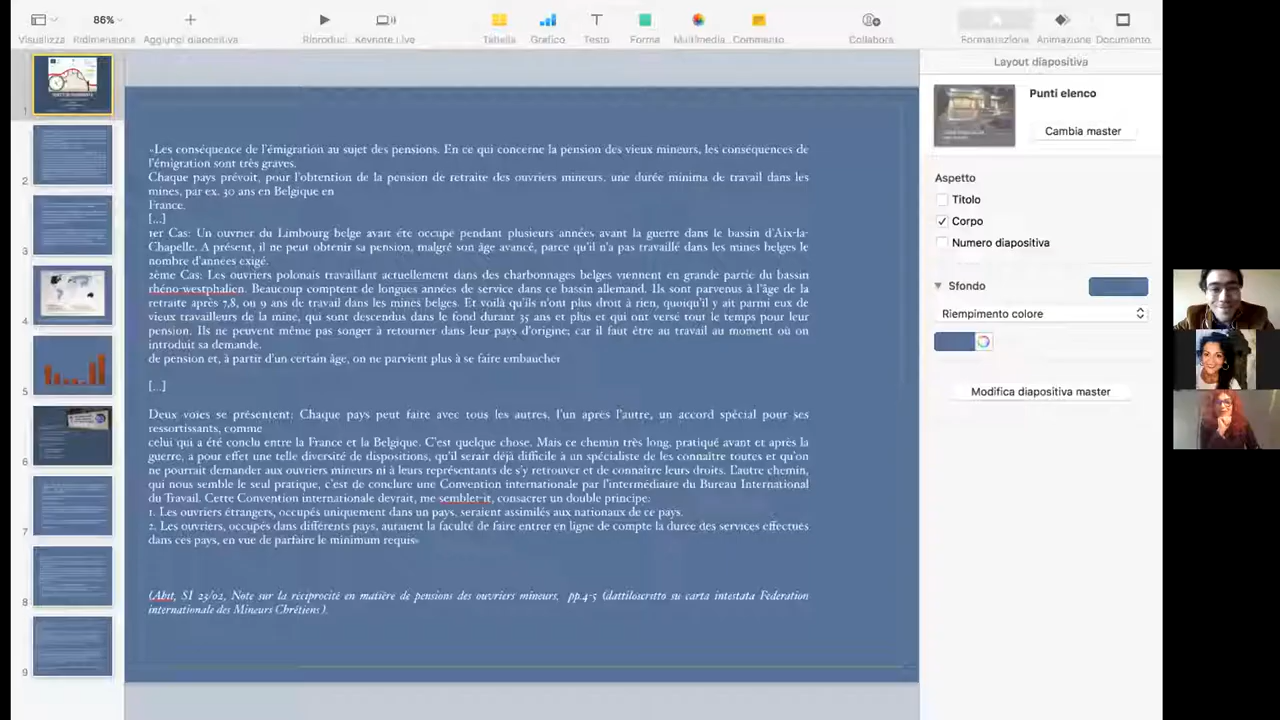 86%
Visualizza
Ridimensiona
Aggiungi diapositiva
Riproduci
Keynote Live
Tabella
Grafico
Testo
Forma
Multimedia
Commento
Collabora
Formattazione
Animazione
Documento
1
2
3
4
5
6
7
8
9
«Les conséquence de l'émigration au sujet des pensions. En ce qui concerne la pension des vieux mineurs, les conséquences de
l'émigration sont très graves.
Chaque pays prévoit, pour l'obtention de la pension de retraite des ouvriers mineurs, une durée minima de travail dans les
mines, par ex. 30 ans en Belgique en
France.
[...]
1er Cas: Un ouvrier du Limbourg belge avait été occupé pendant plusieurs années avant la guerre dans le bassin d'Aix-la-
Chapelle. A présent, il ne peut obtenir sa pension, malgré son âge avancé, parce qu'il n'a pas travaillé dans les mines belges le
nombre d'années exigé.
2ème Cas: Les ouvriers polonais travaillant actuellement dans des charbonnages belges viennent en grande partie du bassin
rhéno-westphalien. Beaucoup comptent de longues années de service dans ce bassin allemand. Ils sont parvenus à l'âge de la
retraite après 7,8, ou 9 ans de travail dans les mines belges. Et voilà qu'ils n'ont plus droit à rien, quoiqu'il y ait parmi eux de
vieux travailleurs de la mine, qui sont descendus dans le fond durant 35 ans et plus et qui ont versé tout le temps pour leur
pension. Ils ne peuvent même pas songer à retourner dans leur pays d'origine; car il faut être au travail au moment où on
introduit sa demande.
de pension et, à partir d'un certain âge, on ne parvient plus à se faire embaucher
[...]
Deux voies se présentent: Chaque pays peut faire avec tous les autres, l'un après l'autre, un accord spécial pour ses
ressortissants, comme
celui qui a été conclu entre la France et la Belgique. C'est quelque chose. Mais ce chemin très long, pratiqué avant et après la
guerre, a pour effet une telle diversité de dispositions, qu'il serait déjà difficile à un spécialiste de les connaître toutes et qu'on
ne pourrait demander aux ouvriers mineurs ni à leurs représentants de s'y retrouver et de connaître leurs droits. L'autre chemin,
qui nous semble le seul pratique, c'est de conclure une Convention internationale par l'intermédiaire du Bureau International
du Travail. Cette Convention internationale devrait, me semblet-it, consacrer un double principe:
1. Les ouvriers étrangers, occupés uniquement dans un pays, seraient assimilés aux nationaux de ce pays.
2. Les ouvriers, occupés dans différents pays, auraient la faculté de faire entrer en ligne de compte la durée des services effectués
dans ces pays, en vue de parfaire le minimum requis»
(Abit, SI 23/02, Note sur la réciprocité en matière de pensions des ouvriers mineurs, pp.4-5 (dattiloscritto su carta intestata Federation
internationale des Mineurs Chrétiens).
Layout diapositiva
Punti elenco
Cambia master
Aspetto
Titolo
Corpo
Numero diapositiva
Sfondo
Riempimento colore
Modifica diapositiva master